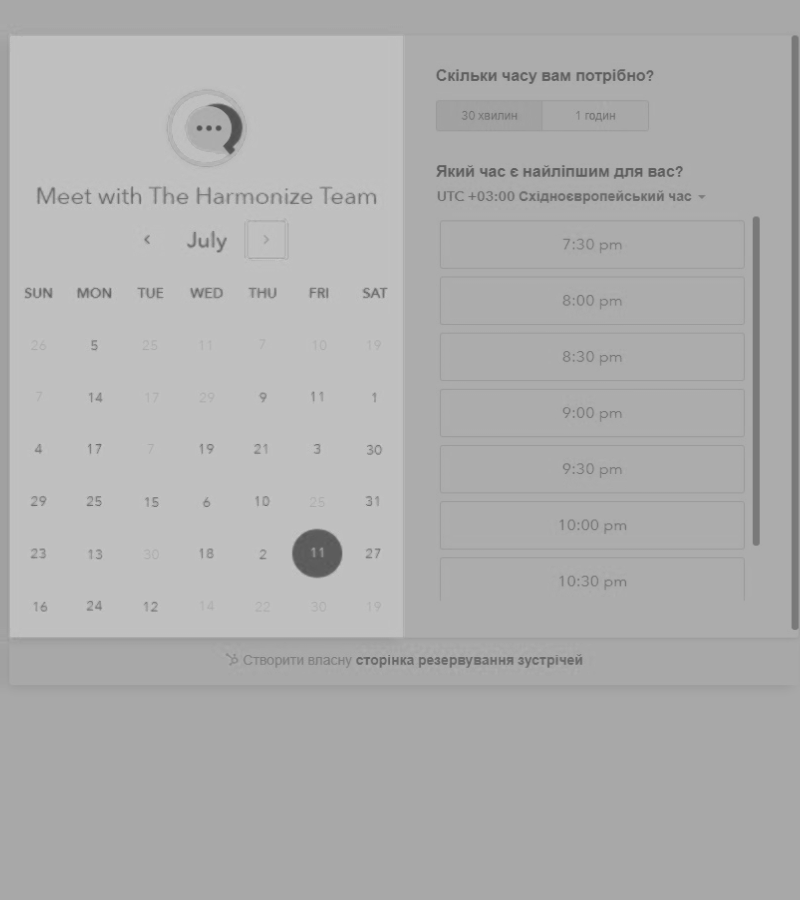 Meet with The Harmonize Team
July
SUN MON TUE WED THU FRI SAT
26 5 25 11 7 10 19
7 14 17 29 9 11 1
4 17 7 19 21 3 30
29 25 15 6 10 25 31
23 13 30 18 2 11 27
16 24 12 14 22 30 19
Скільки часу вам потрібно?
30 хвилин 1 годин
Який час є найліпшим для вас?
UTC +03:00 Східноєвропейський час
7:30 pm
8:00 pm
8:30 pm
9:00 pm
9:30 pm
10:00 pm
10:30 pm
Створити власну сторінка резервування зустрічей